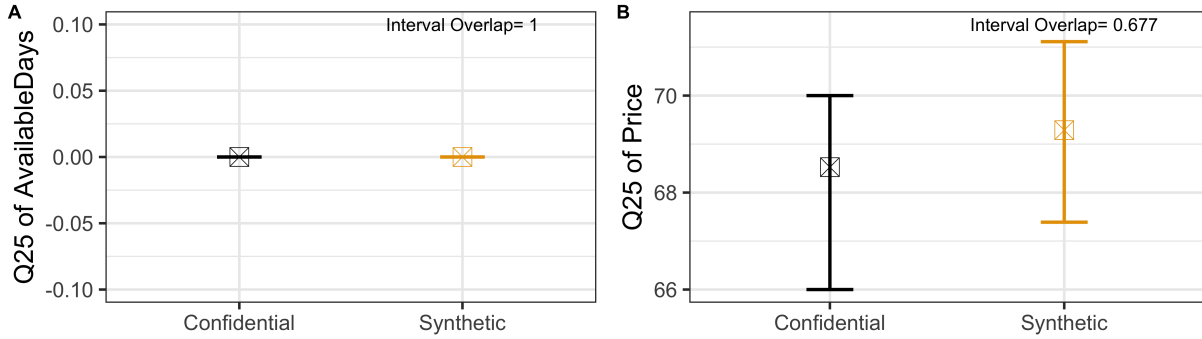 A
Interval Overlap= 1
Q25 of AvailableDays
0.10
0.05
0.00
-0.05
-0.10
Confidential
Synthetic
B
Interval Overlap= 0.677
Q25 of Price
70
68
66
Confidential
Synthetic